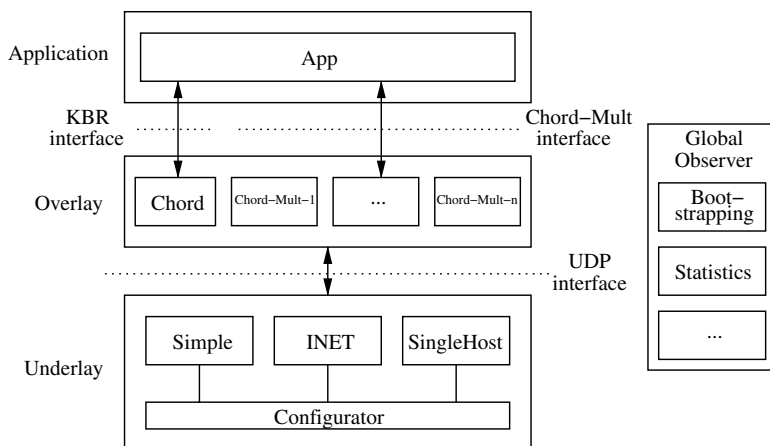 Application
App
KBR
interface
Chord−Mult
interface
Overlay
Chord
Chord−Mult−1
...
Chord−Mult−n
UDP
interface
Underlay
Simple
INET
SingleHost
Configurator
Global
Observer
Boot−
strapping
Statistics
...